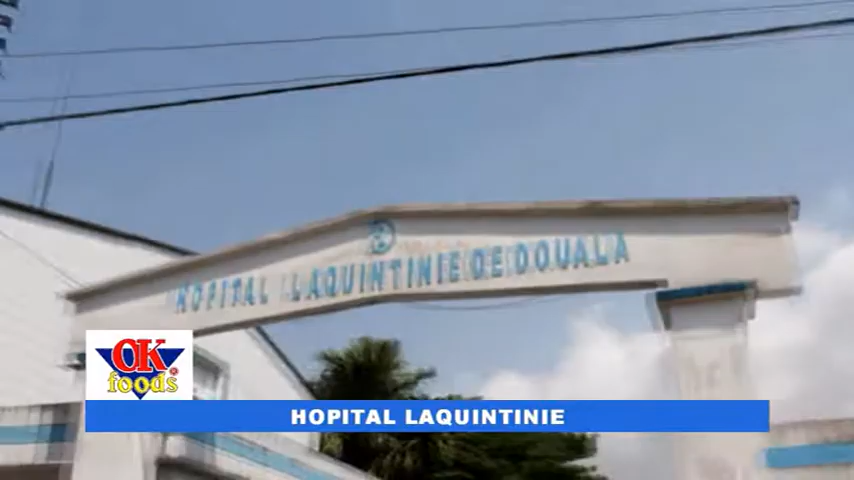 HOPITAL LAQUINTINIE DE DOUALA
OK
foods
HOPITAL LAQUINTINIE